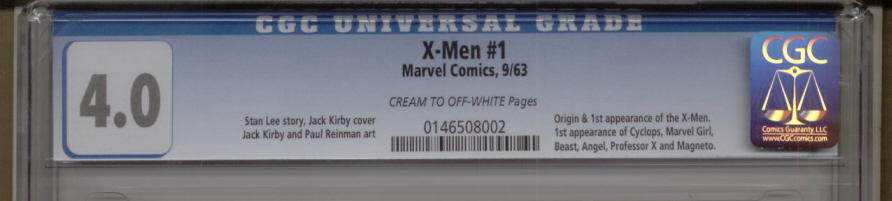 CGC UNIVERSAL GRADE
4.0
X-Men #1
Marvel Comics, 9/63
CREAM TO OFF-WHITE Pages
Stan Lee story, Jack Kirby cover
Jack Kirby and Paul Reinman art
0146508002
Origin & 1st appearance of the X-Men.
1st appearance of Cyclops, Marvel Girl,
Beast, Angel, Professor X and Magneto.
CGC
Comics Guaranty, LLC
www.CGCcomics.com